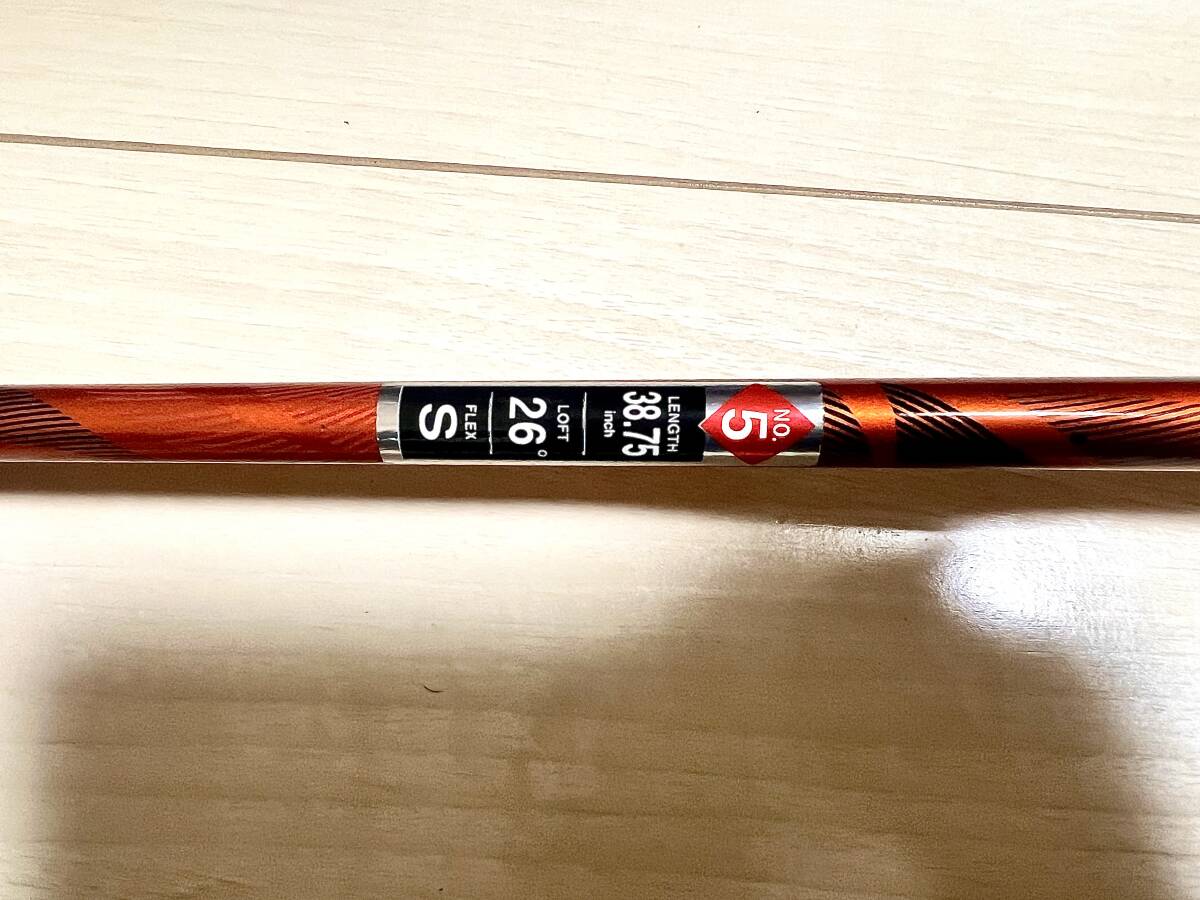 NO.
5
LENGTH
38.75
inch
LOFT
26°
FLEX
S